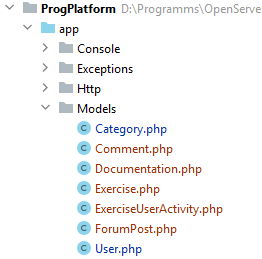 ProgPlatform D:\Programms\OpenServe
app
Console
Exceptions
Http
Models
Category.php
Comment.php
Documentation.php
Exercise.php
ExerciseUserActivity.php
ForumPost.php
User.php